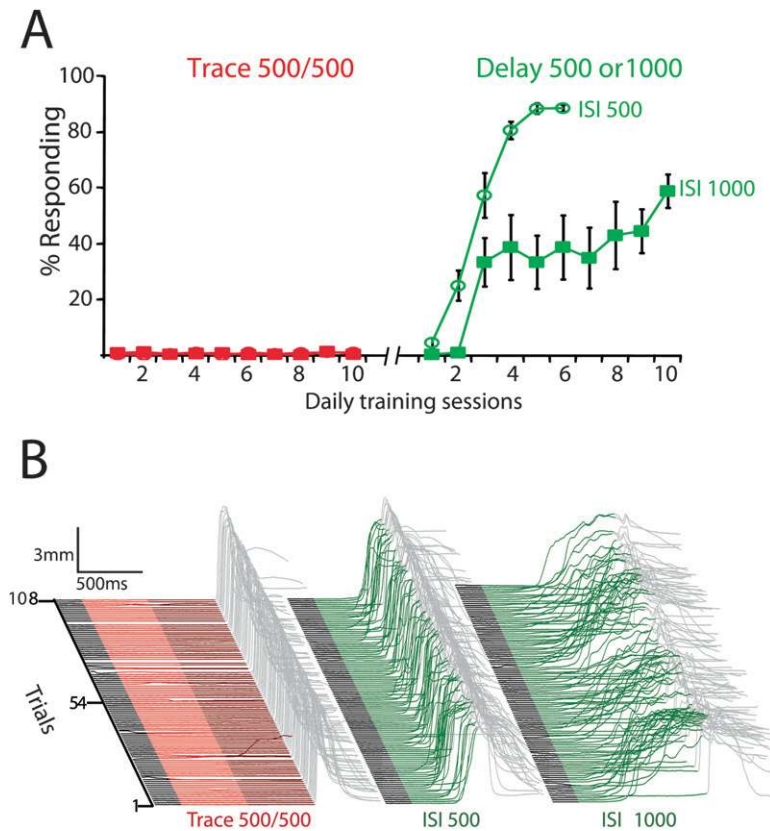 A
Trace 500/500
Delay 500 or1000
% Responding
100
80
60
40
20
ISI 500
ISI 1000
2 4 6 8 10 2 4 6 8 10
Daily training sessions
B
3mm
500ms
108
54
1
Trials
Trace 500/500
ISI 500
ISI 1000